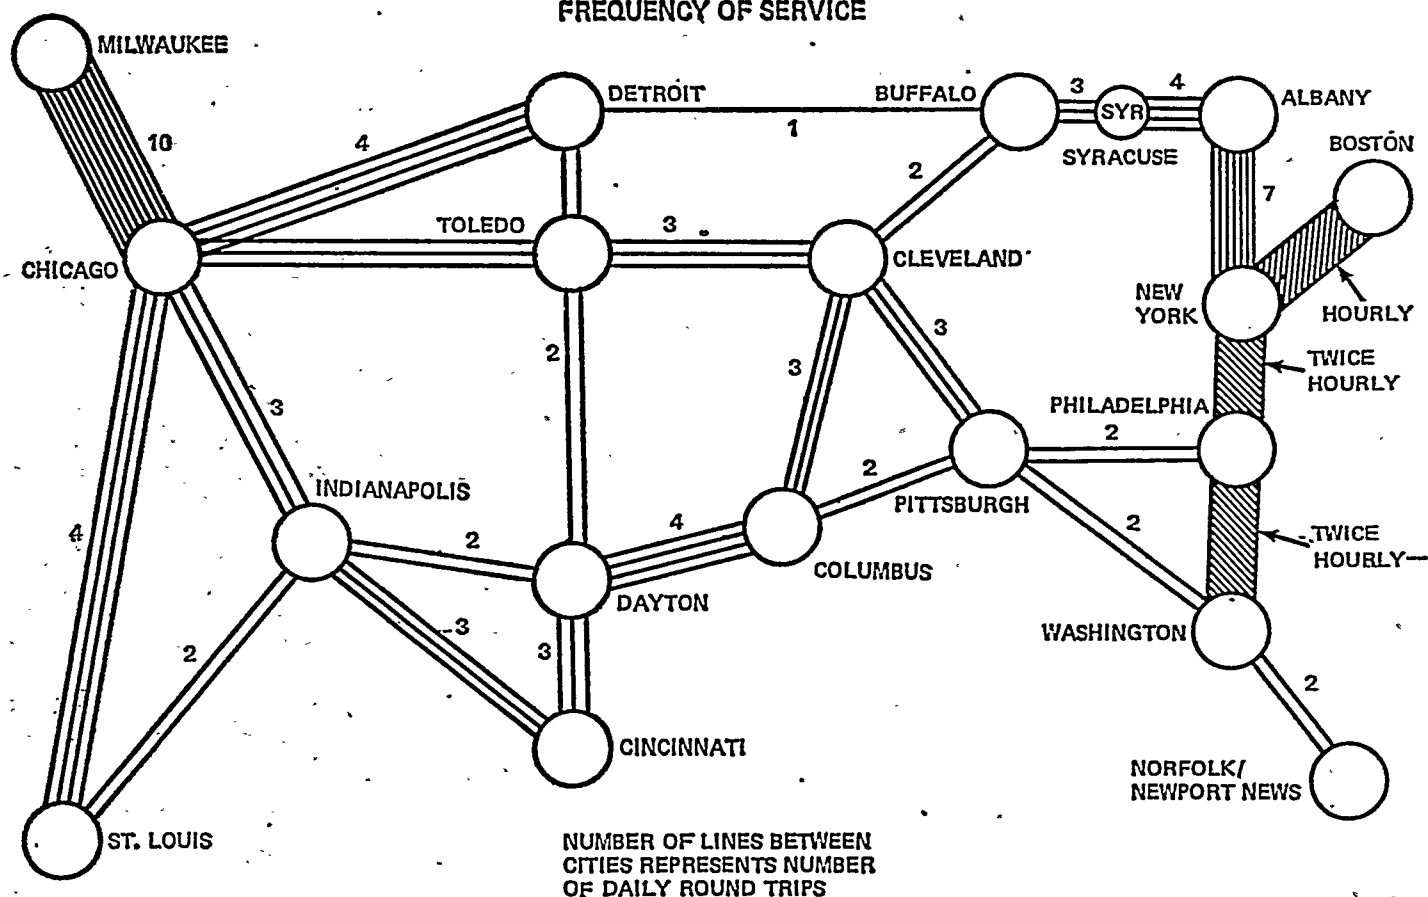 FREQUENCY OF SERVICE
MILWAUKEE
10
4
DETROIT
1
BUFFALO
3
SYR
4
ALBANY
SYRACUSE
BOSTON
7
2
TOLEDO
3
CHICAGO
CLEVELAND
NEW
YORK
HOURLY
TWICE
HOURLY
2
3
3
3
PHILADELPHIA
2
INDIANAPOLIS
2
PITTSBURGH
4
2
4
2
TWICE
HOURLY
COLUMBUS
DAYTON
WASHINGTON
2
3
3
2
CINCINNATI
NORFOLK/
NEWPORT NEWS
ST. LOUIS
NUMBER OF LINES BETWEEN
CITIES REPRESENTS NUMBER
OF DAILY ROUND TRIPS